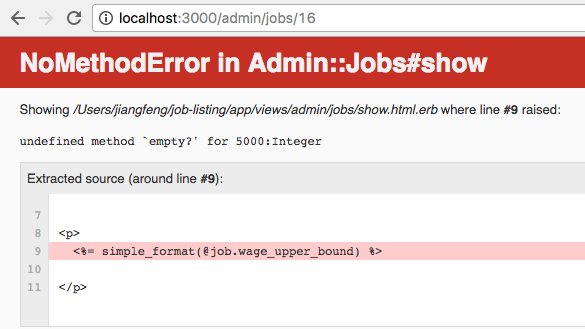 localhost:3000/admin/jobs/16
NoMethodError in Admin::Jobs#show
Showing /Users/jiangfeng/job-listing/app/views/admin/jobs/show.html.erb where line #9 raised:
undefined method `empty?' for 5000:Integer
Extracted source (around line #9):
7
8 <p>
9 <%= simple_format(@job.wage_upper_bound) %>
10
11 </p>